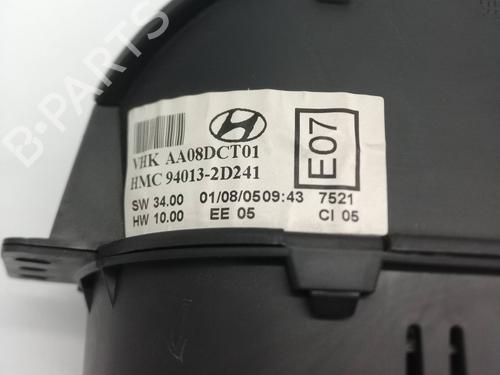 B-PARTS
VHK AA08DCT01
HMC 94013-2D241
E07
SW 34.00 01/08/05 09:43 7521
HW 10.00 EE 05 CI 05